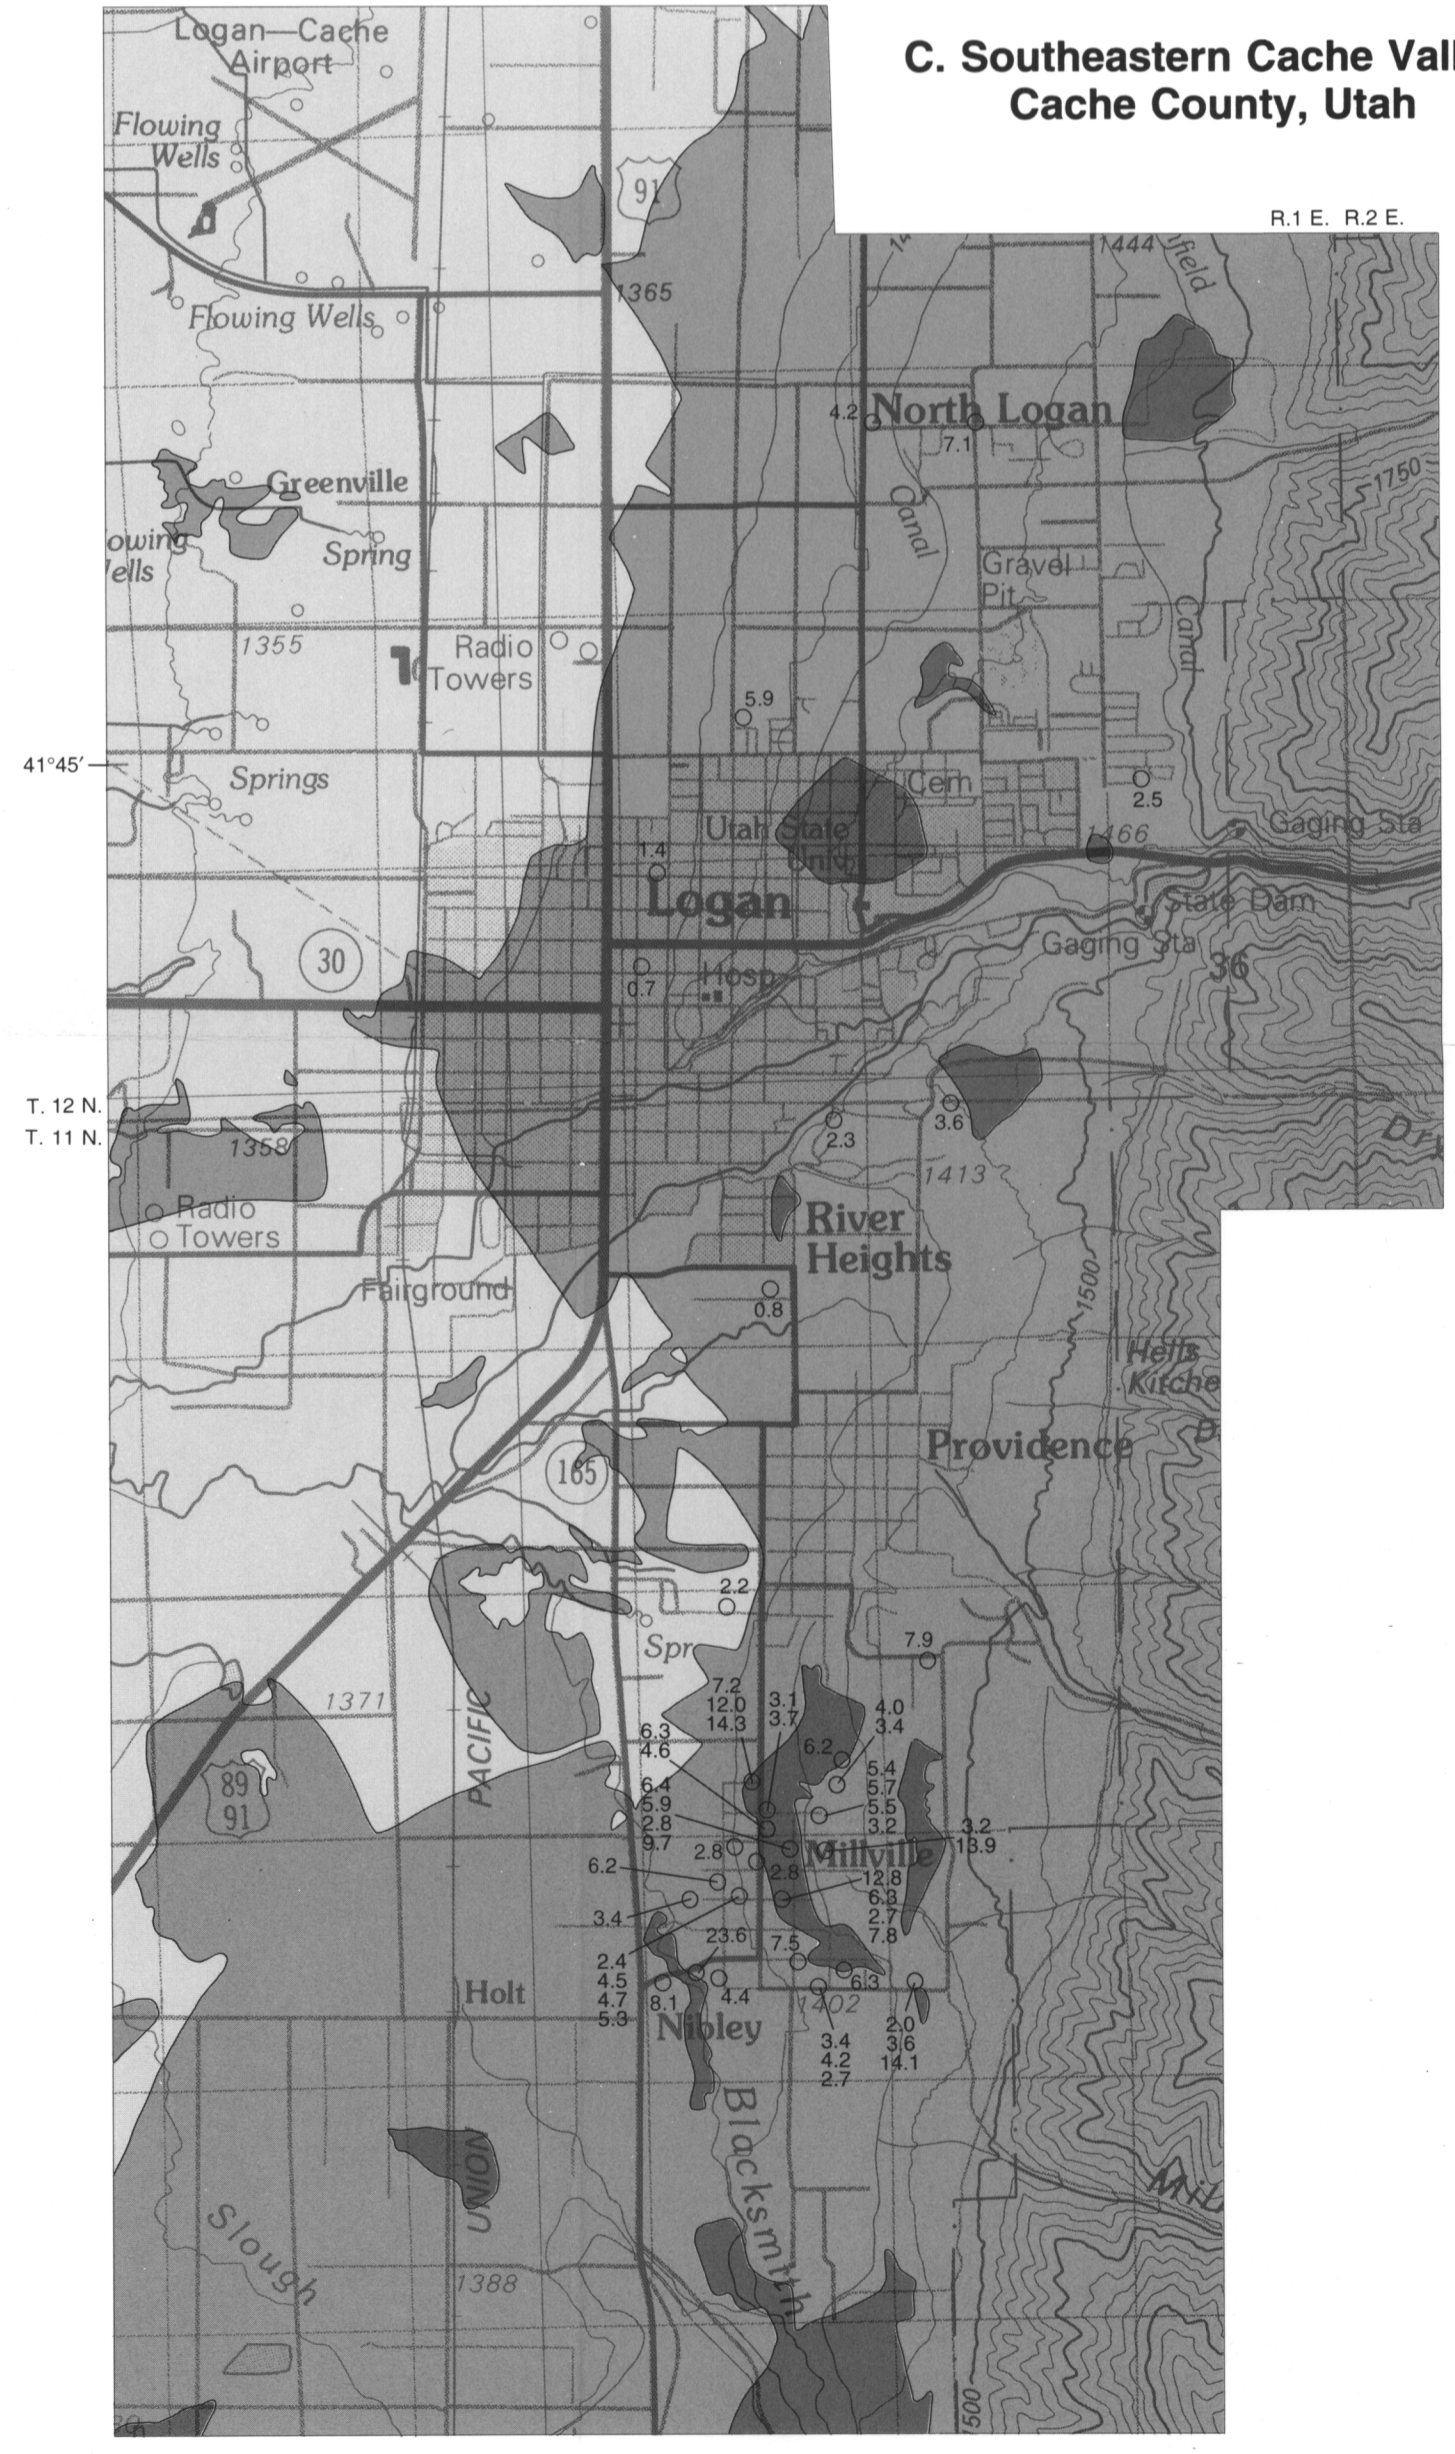 C. Southeastern Cache Vall
Cache County, Utah
R.1 E. R.2 E.
Logan—Cache
Airport
Flowing
Wells
91
1444
field
1365
Flowing Wells
4.2
North Logan
7.1
1750
Greenville
Canal
owing
ells
Spring
Gravel
Pit
Canal
1355
Radio
Towers
5.9
41°45′
Springs
Cem
2.5
Utah State
Univ
1466
Gaging Sta
1.4
Logan
State Dam
Gaging Sta
30
0.7
Hosp
36
T. 12 N.
T. 11 N.
1358
2.3
3.6
Dry
1413
Radio
Towers
River
Heights
Fairground
0.8
1500
Hells
Kitche
D
Providence
165
2.2
Spr
7.9
1371
PACIFIC
7.2
12.0
14.3
3.1
3.7
4.0
3.4
6.3
4.6
6.2
89
91
6.4
5.9
2.8
9.7
5.4
5.7
5.5
3.2
3.2
13.9
2.8
Millville
6.2
2.8
12.8
6.3
2.7
7.8
3.4
23.6
7.5
2.4
4.5
4.7
5.3
Holt
8.1
4.4
6.3
1402
Nibley
2.0
3.6
14.1
3.4
4.2
2.7
Blacksmith
UNION
Mil
Slough
1388
1500